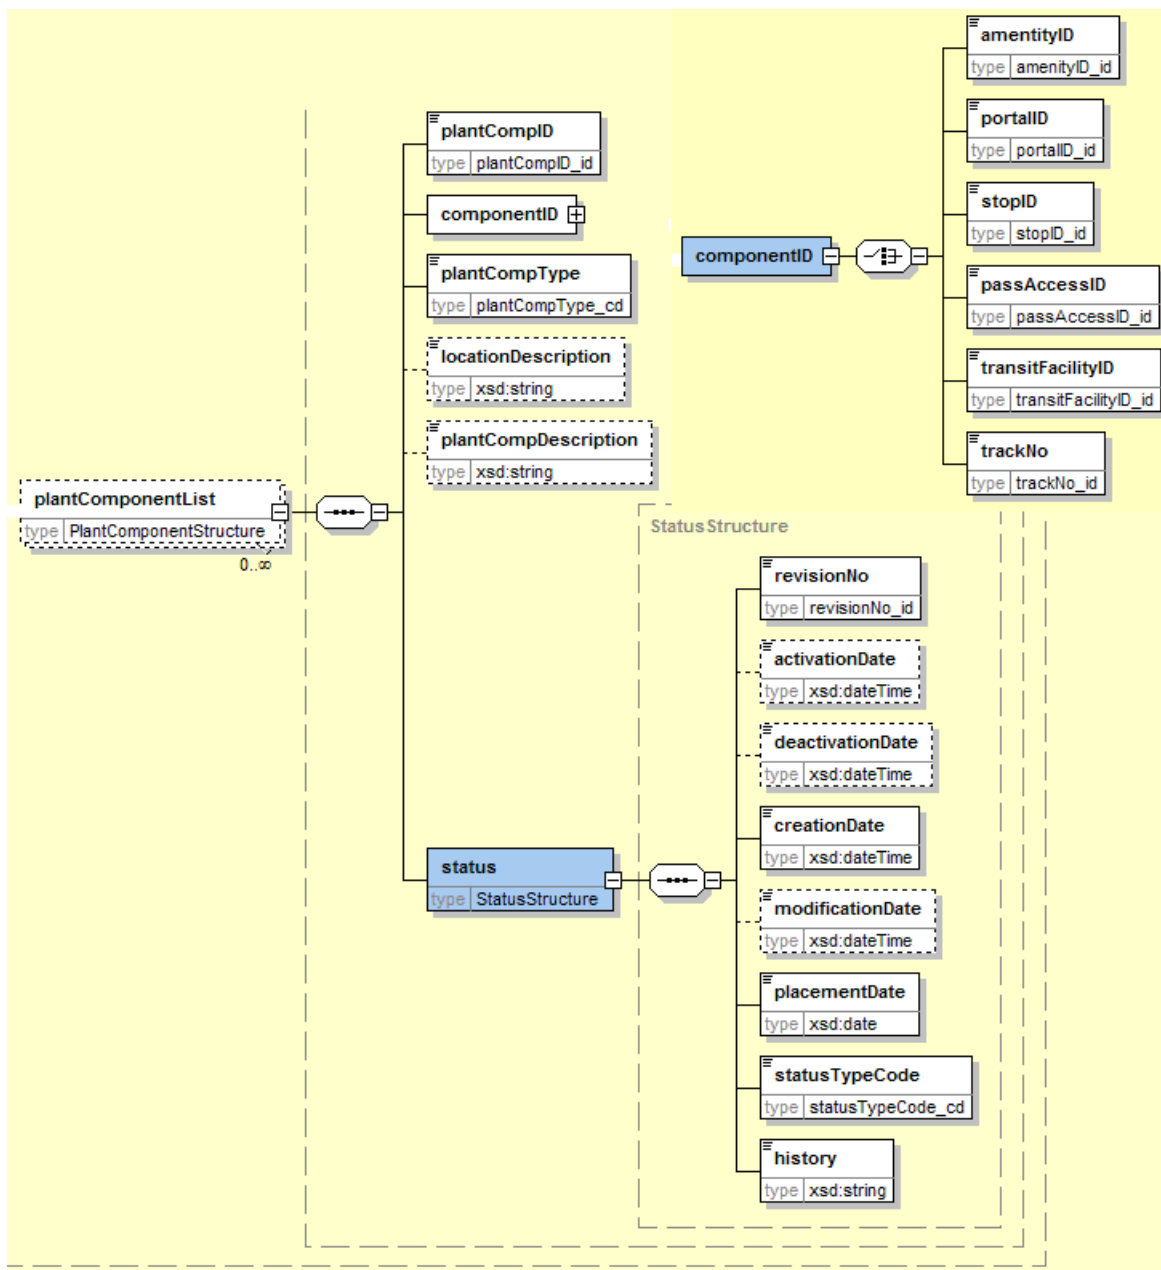 plantComponentList
type PlantComponentStructure
0..∞
plantCompID
type plantCompID_id
componentID
plantCompType
type plantCompType_cd
locationDescription
type xsd:string
plantCompDescription
type xsd:string
status
type StatusStructure
componentID
amentityID
type amenityID_id
portalID
type portalID_id
stopID
type stopID_id
passAccessID
type passAccessID_id
transitFacilityID
type transitFacilityID_id
trackNo
type trackNo_id
StatusStructure
revisionNo
type revisionNo_id
activationDate
type xsd:dateTime
deactivationDate
type xsd:dateTime
creationDate
type xsd:dateTime
modificationDate
type xsd:dateTime
placementDate
type xsd:date
statusTypeCode
type statusTypeCode_cd
history
type xsd:string